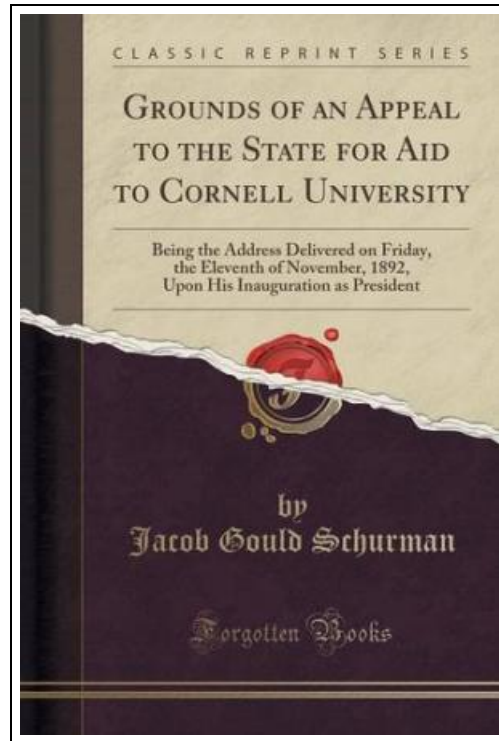 CLASSIC REPRINT SERIES
GROUNDS OF AN APPEAL
TO THE STATE FOR AID
TO CORNELL UNIVERSITY
Being the Address Delivered on Friday,
the Eleventh of November, 1892,
Upon His Inauguration as President
by
Jacob Gould Schurman
Forgotten Books